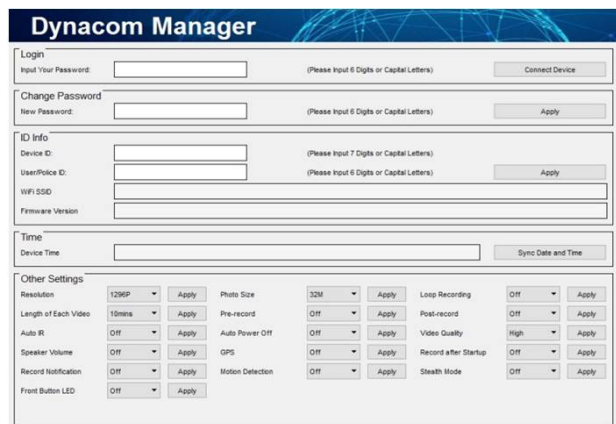 Dynacom Manager
Login
Input Your Password: (Please Input 6 Digits or Capital Letters) Connect Device
Change Password
New Password: (Please Input 6 Digits or Capital Letters) Apply
ID Info
Device ID: (Please Input 7 Digits or Capital Letters)
User/Police ID: (Please Input 6 Digits or Capital Letters) Apply
WiFi SSID
Firmware Version
Time
Device Time Sync Date and Time
Other Settings
Resolution 1296P Apply Photo Size 32M Apply Loop Recording Off Apply
Length of Each Video 10mins Apply Pre-record Off Apply Post-record Off Apply
Auto IR Off Apply Auto Power Off Off Apply Video Quality High Apply
Speaker Volume Off Apply GPS Off Apply Record after Startup Off Apply
Record Notification Off Apply Motion Detection Off Apply Stealth Mode Off Apply
Front Button LED Off Apply